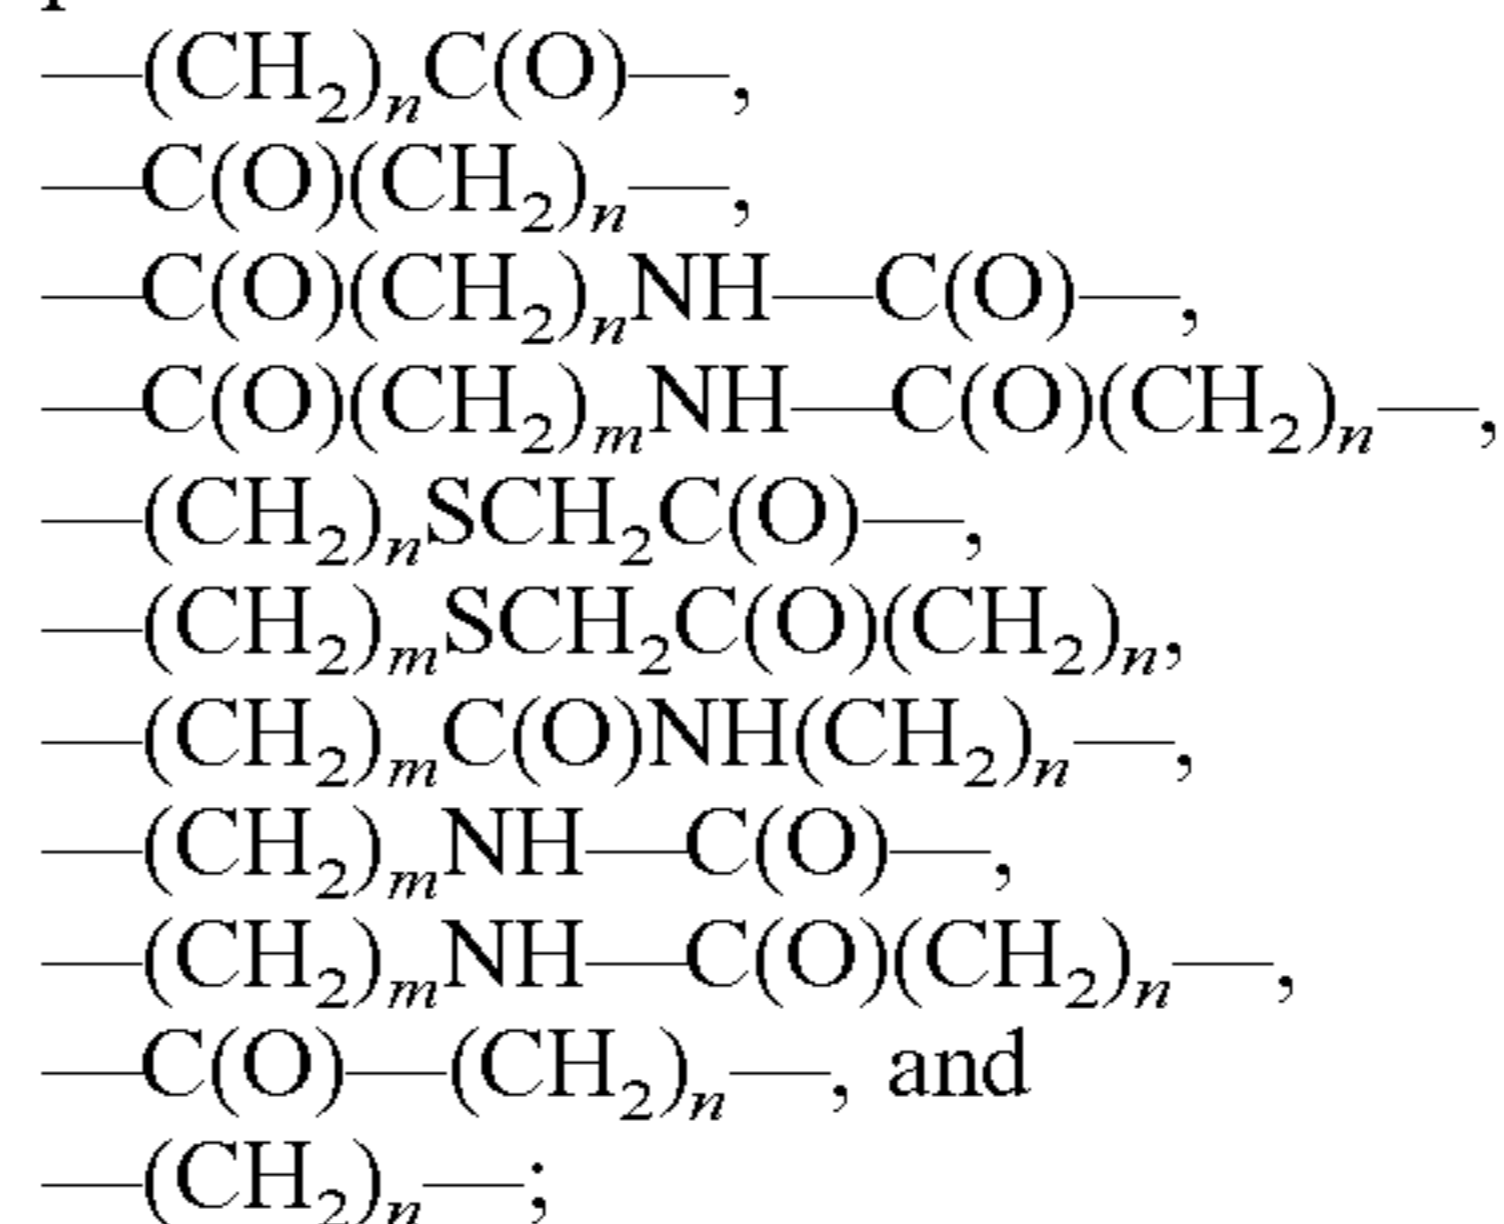 —(CH₂)ₙC(O)—,
—C(O)(CH₂)ₙ—,
—C(O)(CH₂)ₙNH—C(O)—,
—C(O)(CH₂)ₘNH—C(O)(CH₂)ₙ—,
—(CH₂)ₙSCH₂C(O)—,
—(CH₂)ₘSCH₂C(O)(CH₂)ₙ,
—(CH₂)ₘC(O)NH(CH₂)ₙ—,
—(CH₂)ₘNH—C(O)—,
—(CH₂)ₘNH—C(O)(CH₂)ₙ—,
—C(O)—(CH₂)ₙ—, and
—(CH₂)ₙ—;